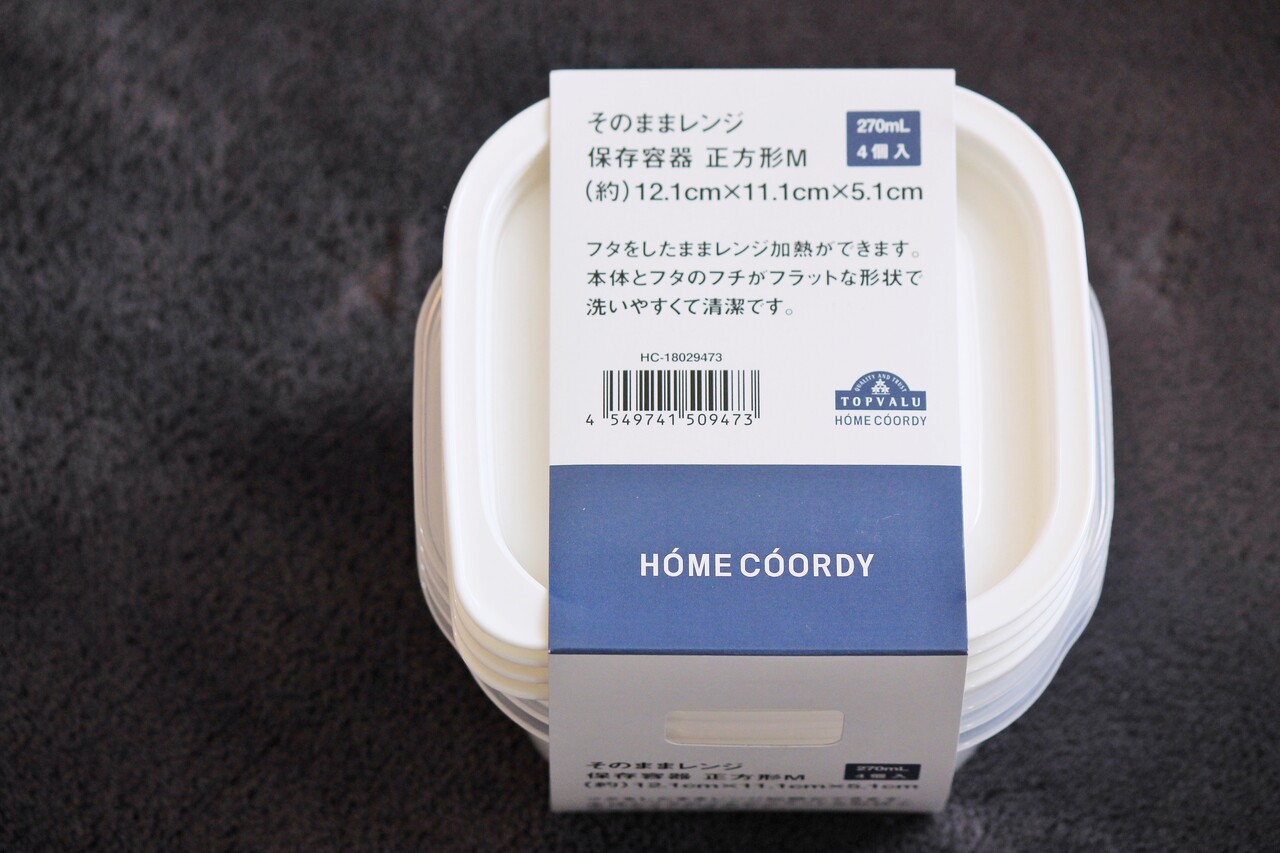 そのままレンジ
保存容器 正方形M
270mL
4個入
(約)12.1cm×11.1cm×5.1cm
フタをしたままレンジ加熱ができます。
本体とフタのフチがフラットな形状で
洗いやすくて清潔です。
HC-18029473
4 549741 509473
QUALITY AND TRUST
TOPVALU
HÓME CÓORDY
HÓME CÓORDY
そのままレンジ
保存容器 正方形M
270mL
4個入
(約)12.1cm×11.1cm×5.1cm